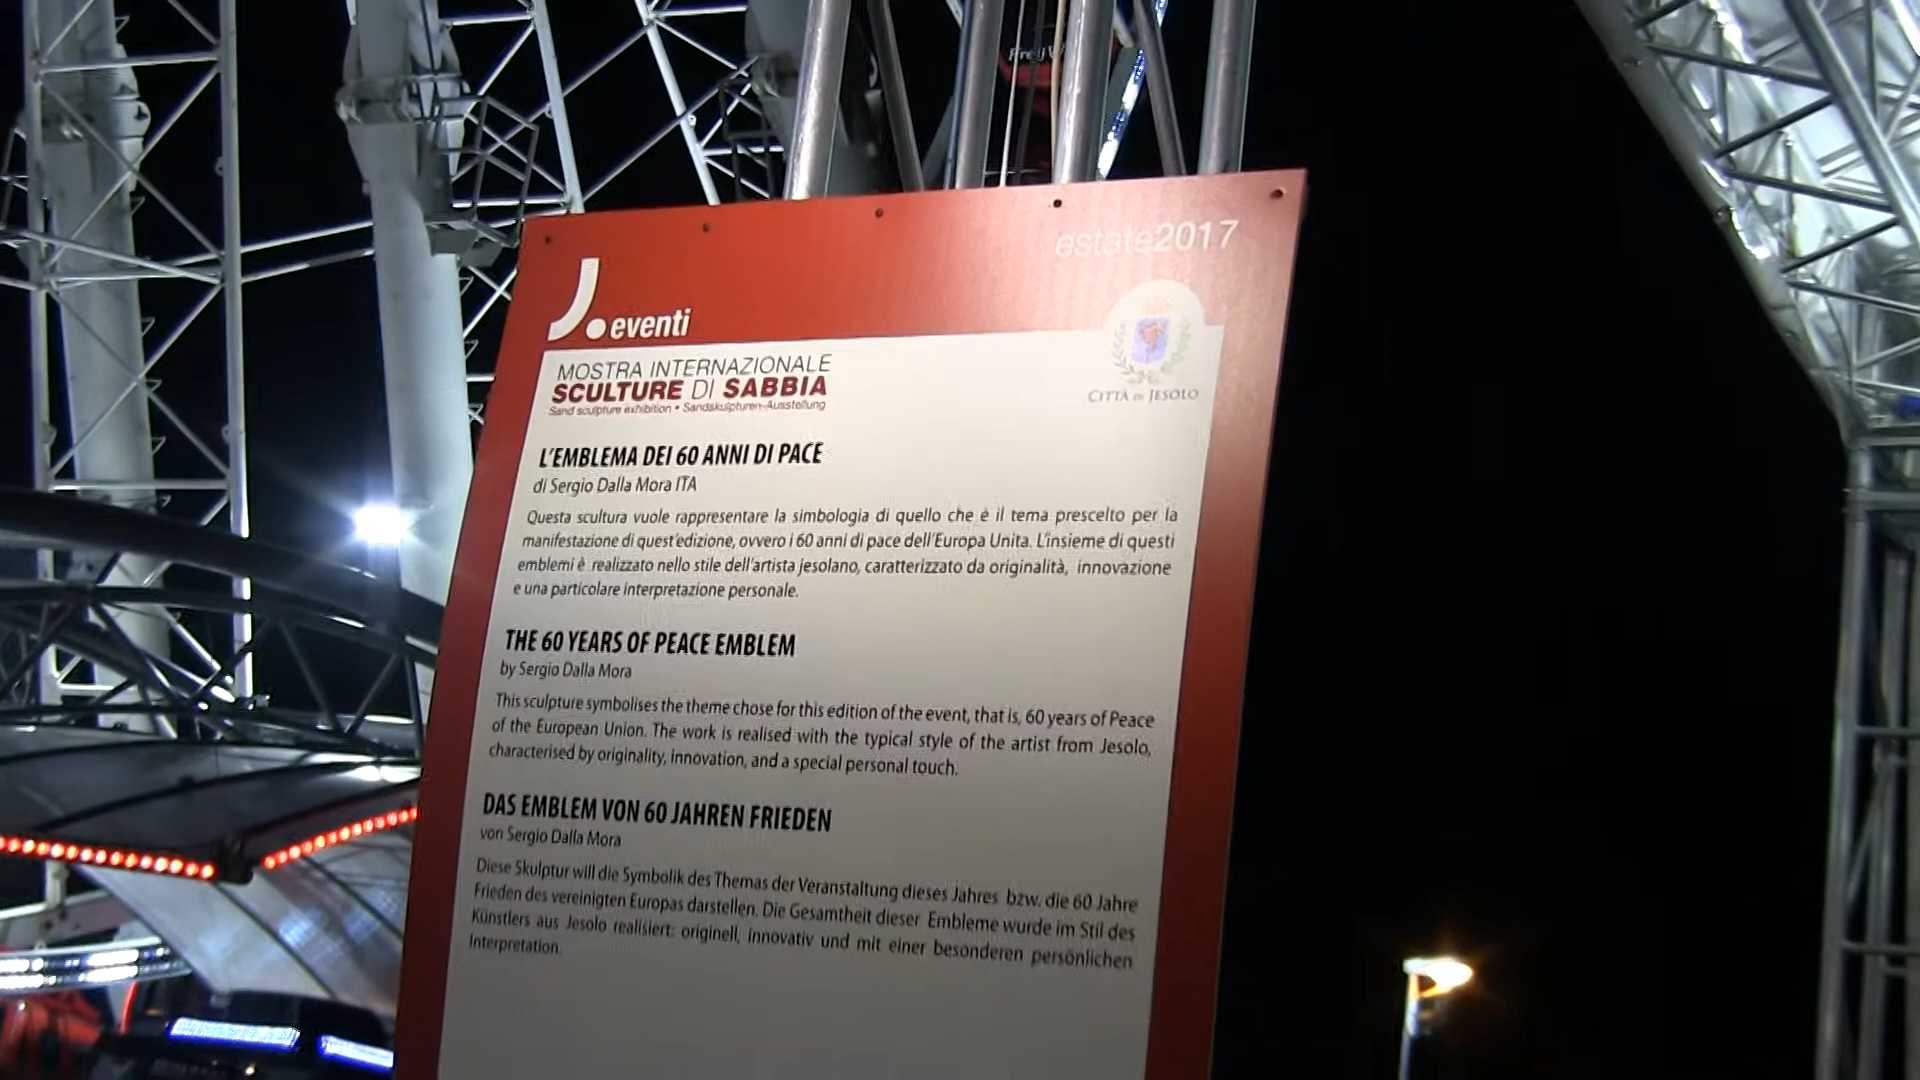 estate2017
J.eventi
MOSTRA INTERNAZIONALE
SCULTURE DI SABBIA
Sand sculpture exhibition • Sandskulpturen-Ausstellung
CITTÀ DI JESOLO
L'EMBLEMA DEI 60 ANNI DI PACE
di Sergio Dalla Mora ITA
Questa scultura vuole rappresentare la simbologia di quello che è il tema prescelto per la
manifestazione di quest'edizione, ovvero i 60 anni di pace dell'Europa Unita. L'insieme di questi
emblemi è realizzato nello stile dell'artista jesolano, caratterizzato da originalità, innovazione
e una particolare interpretazione personale.
THE 60 YEARS OF PEACE EMBLEM
by Sergio Dalla Mora
This sculpture symbolises the theme chose for this edition of the event, that is, 60 years of Peace
of the European Union. The work is realised with the typical style of the artist from Jesolo,
characterised by originality, innovation, and a special personal touch.
DAS EMBLEM VON 60 JAHREN FRIEDEN
von Sergio Dalla Mora
Diese Skulptur will die Symbolik des Themas der Veranstaltung dieses Jahres bzw. die 60 Jahre
Frieden des vereinigten Europas darstellen. Die Gesamtheit dieser Embleme wurde im Stil des
Künstlers aus Jesolo realisiert: originell, innovativ und mit einer besonderen persönlichen
Interpretation.